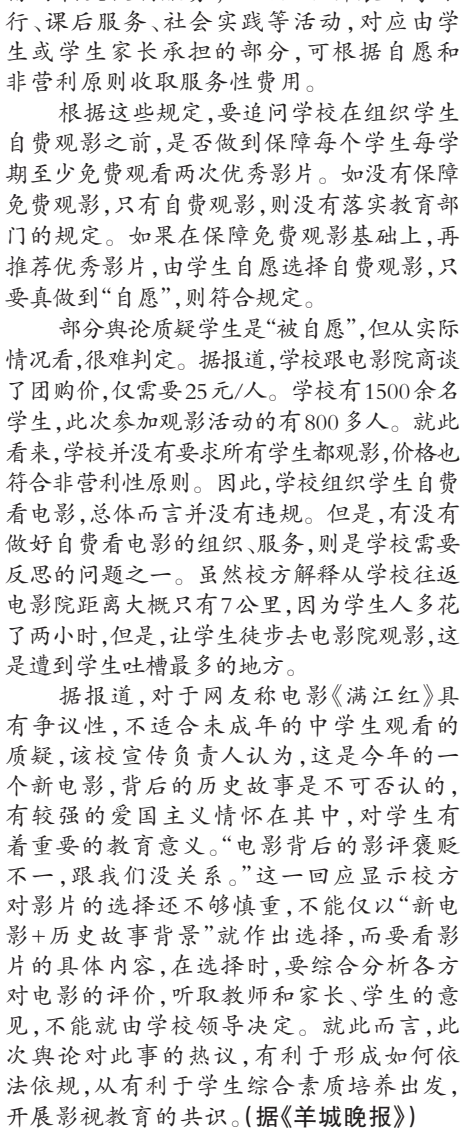 行、课后服务、社会实践等活动,对应由学
生或学生家长承担的部分,可根据自愿和
非营利原则收取服务性费用。
根据这些规定,要追问学校在组织学生
自费观影之前,是否做到保障每个学生每学
期至少免费观看两次优秀影片。如没有保障
免费观影,只有自费观影,则没有落实教育部
门的规定。如果在保障免费观影基础上,再
推荐优秀影片,由学生自愿选择自费观影,只
要真做到“自愿”,则符合规定。
部分舆论质疑学生是“被自愿”,但从实际
情况看,很难判定。据报道,学校跟电影院商谈
了团购价,仅需要25元/人。学校有1500余名
学生,此次参加观影活动的有800多人。就此
看来,学校并没有要求所有学生都观影,价格也
符合非营利性原则。因此,学校组织学生自费
看电影,总体而言并没有违规。但是,有没有
做好自费看电影的组织、服务,则是学校需要
反思的问题之一。虽然校方解释从学校往返
电影院距离大概只有7公里,因为学生人多花
了两小时,但是,让学生徒步去电影院观影,这
是遭到学生吐槽最多的地方。
据报道,对于网友称电影《满江红》具
有争议性,不适合未成年的中学生观看的
质疑,该校宣传负责人认为,这是今年的一
个新电影,背后的历史故事是不可否认的,
有较强的爱国主义情怀在其中,对学生有
着重要的教育意义。“电影背后的影评褒贬
不一,跟我们没关系。”这一回应显示校方
对影片的选择还不够慎重,不能仅以“新电
影+历史故事背景”就作出选择,而要看影
片的具体内容,在选择时,要综合分析各方
对电影的评价,听取教师和家长、学生的意
见,不能就由学校领导决定。就此而言,此
次舆论对此事的热议,有利于形成如何依
法依规,从有利于学生综合素质培养出发,
开展影视教育的共识。(据《羊城晚报》)